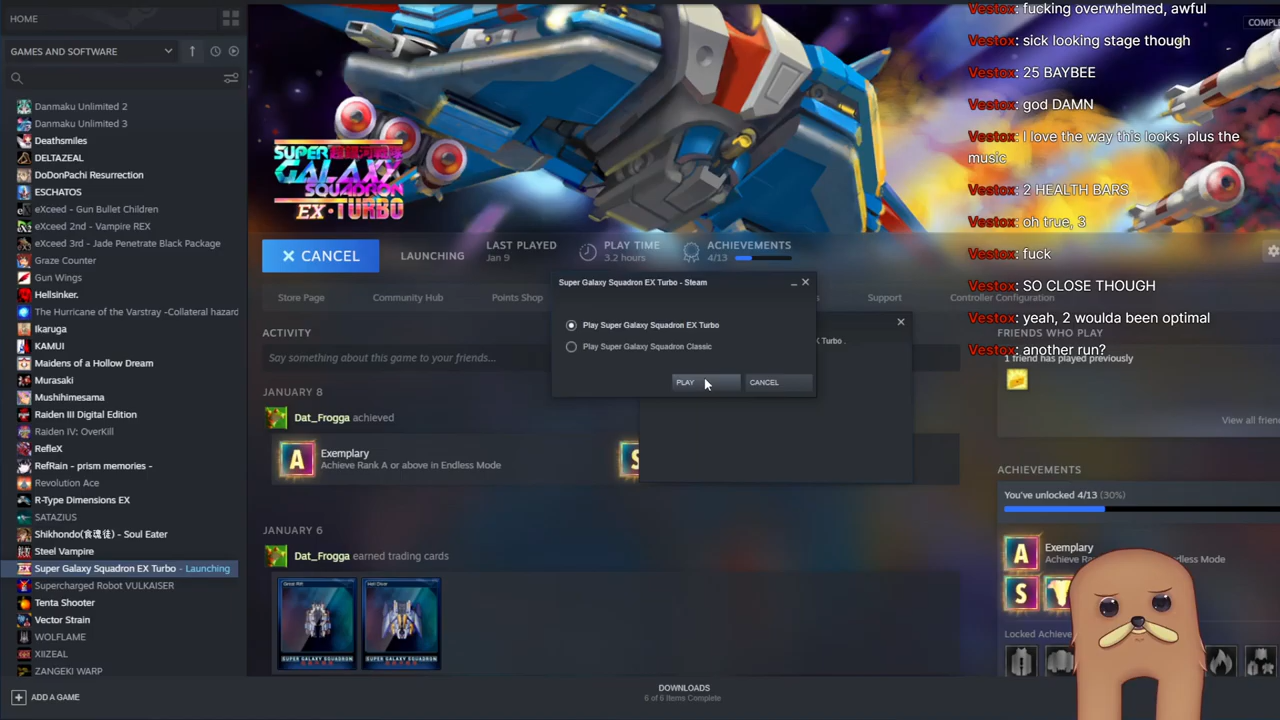 HOME
GAMES AND SOFTWARE
Danmaku Unlimited 2
Danmaku Unlimited 3
Deathsmiles
DELTAZEAL
DoDonPachi Resurrection
ESCHATOS
eXceed - Gun Bullet Children
eXceed 2nd - Vampire REX
eXceed 3rd - Jade Penetrate Black Package
Graze Counter
Gun Wings
Hellsinker.
The Hurricane of the Varstray -Collateral hazard
Ikaruga
KAMUI
Maidens of a Hollow Dream
Murasaki
Mushihimesama
Raiden III Digital Edition
Raiden IV: OverKill
RefleX
RefRain - prism memories -
Revolution Ace
R-Type Dimensions EX
SATAZIUS
Shikhondo(食魂徒) - Soul Eater
Steel Vampire
Super Galaxy Squadron EX Turbo - Launching
Supercharged Robot VULKAISER
Tenta Shooter
Vector Strain
WOLFLAME
XIIZEAL
ZANGEKI WARP
ADD A GAME
SUPER
GALAXY
SQUADRON
EX★TURBO
CANCEL
LAUNCHING
LAST PLAYED
Jan 9
PLAY TIME
3.2 hours
ACHIEVEMENTS
4/13
COMPLE
Store Page
Community Hub
Points Shop
Support
Controller Configuration
Super Galaxy Squadron EX Turbo - Steam
Play Super Galaxy Squadron EX Turbo
Play Super Galaxy Squadron Classic
PLAY
CANCEL
X Turbo .
ACTIVITY
Say something about this game to your friends...
JANUARY 8
Dat_Frogga achieved
A
Exemplary
Achieve Rank A or above in Endless Mode
S
JANUARY 6
Dat_Frogga earned trading cards
SUPER GALAXY SQUADRON
SUPER GALAXY SQUADRON
DOWNLOADS
6 of 6 Items Complete
Vestox: fucking overwhelmed, awful
Vestox: sick looking stage though
Vestox: 25 BAYBEE
Vestox: god DAMN
Vestox: I love the way this looks, plus the
music
Vestox: 2 HEALTH BARS
Vestox: oh true, 3
Vestox: fuck
Vestox: SO CLOSE THOUGH
Vestox: yeah, 2 woulda been optimal
Vestox: another run?
FRIENDS WHO PLAY
1 friend has played previously
View all frien
ACHIEVEMENTS
You've unlocked 4/13 (30%)
A
Exemplary
S
Locked Achieve